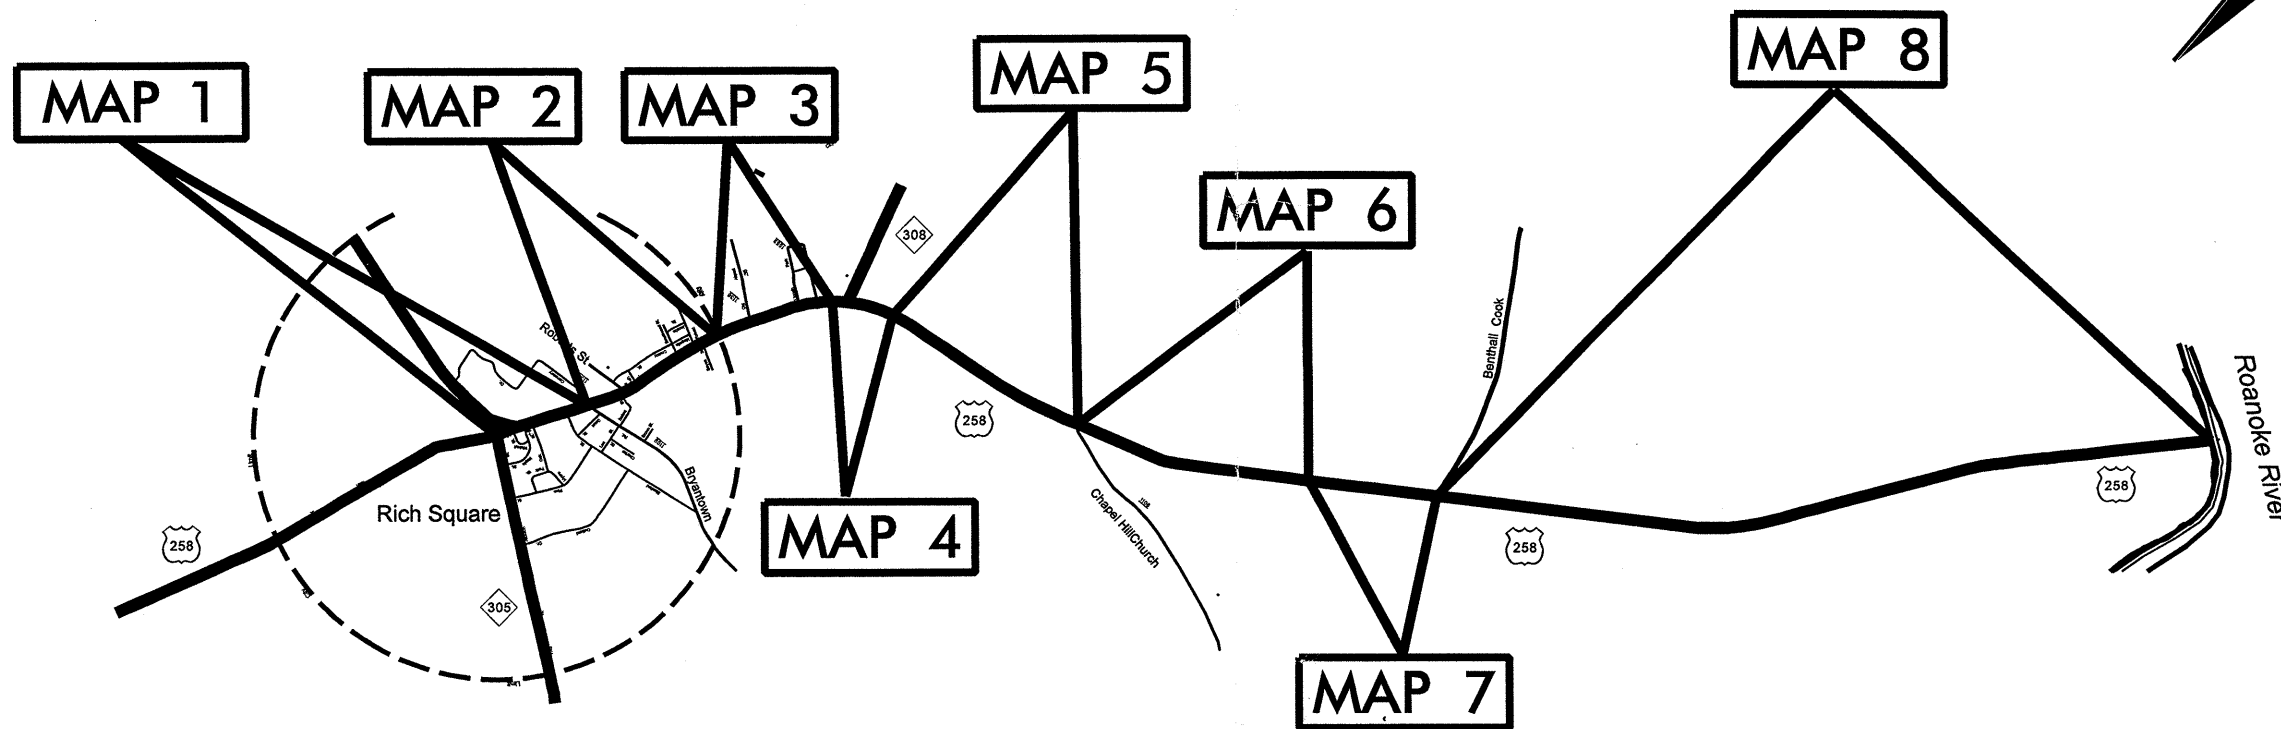 MAP 1
MAP 2
MAP 3
MAP 5
MAP 8
MAP 6
308
Roberts St
Benthall Cook
Roanoke River
258
258
Rich Square
Bryantown
1108
Chapel HillChurch
258
258
MAP 4
305
MAP 7